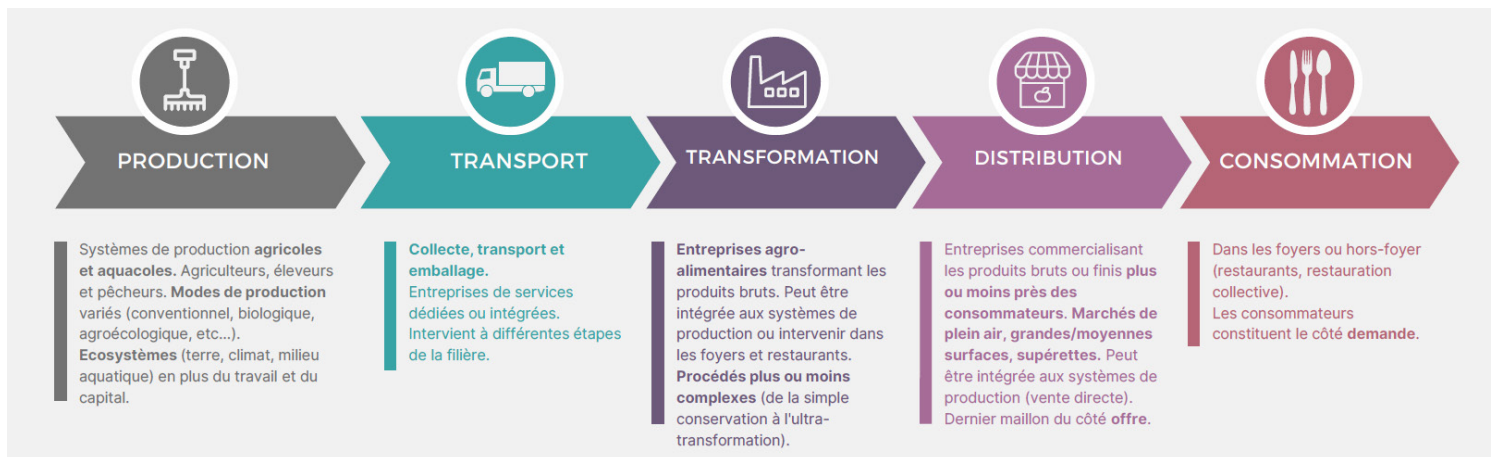 PRODUCTION
Systèmes de production agricoles
et aquacoles. Agriculteurs, éleveurs
et pêcheurs. Modes de production
variés (conventionnel, biologique,
agroécologique, etc...).
Ecosystèmes (terre, climat, milieu
aquatique) en plus du travail et du
capital.
TRANSPORT
Collecte, transport et
emballage.
Entreprises de services
dédiées ou intégrées.
Intervient à différentes étapes
de la filière.
TRANSFORMATION
Entreprises agro-
alimentaires transformant les
produits bruts. Peut être
intégrée aux systèmes de
production ou intervenir dans
les foyers et restaurants.
Procédés plus ou moins
complexes (de la simple
conservation à l'ultra-
transformation).
DISTRIBUTION
Entreprises commercialisant
les produits bruts ou finis plus
ou moins près des
consommateurs. Marchés de
plein air, grandes/moyennes
surfaces, supérettes. Peut
être intégrée aux systèmes de
production (vente directe).
Dernier maillon du côté offre.
CONSOMMATION
Dans les foyers ou hors-foyer
(restaurants, restauration
collective).
Les consommateurs
constituent le côté demande.